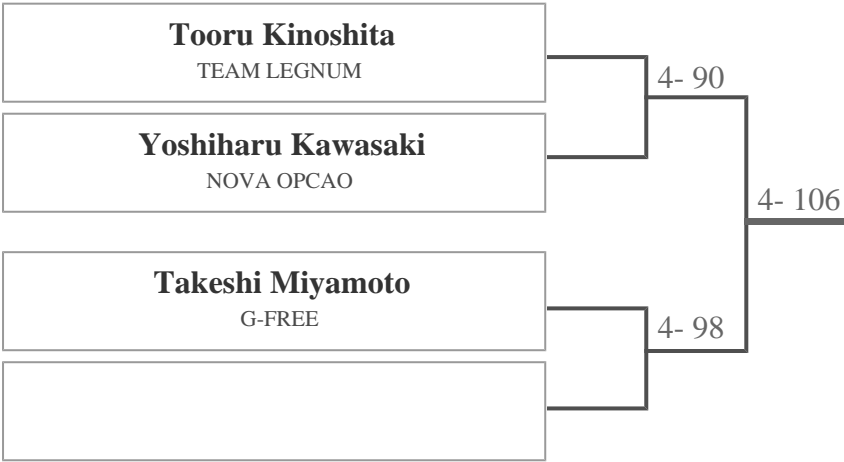 Tooru Kinoshita
TEAM LEGNUM
4- 90
Yoshiharu Kawasaki
NOVA OPCAO
4- 106
Takeshi Miyamoto
G-FREE
4- 98